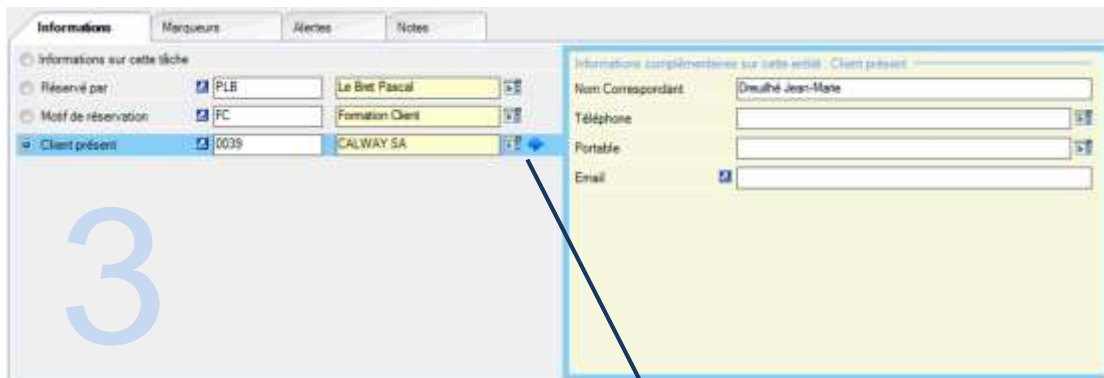 Informations Marqueurs Alertes Notes
Informations sur cette tâche
Réservé par PLB Le Bret Pascal
Motif de réservation FC Formation Client
Client présent 0039 CALWAY SA
Informations complémentaires sur cette entité : Client présent
Nom Correspondant Dreuilhé Jean-Marie
Téléphone
Portable
Email
3